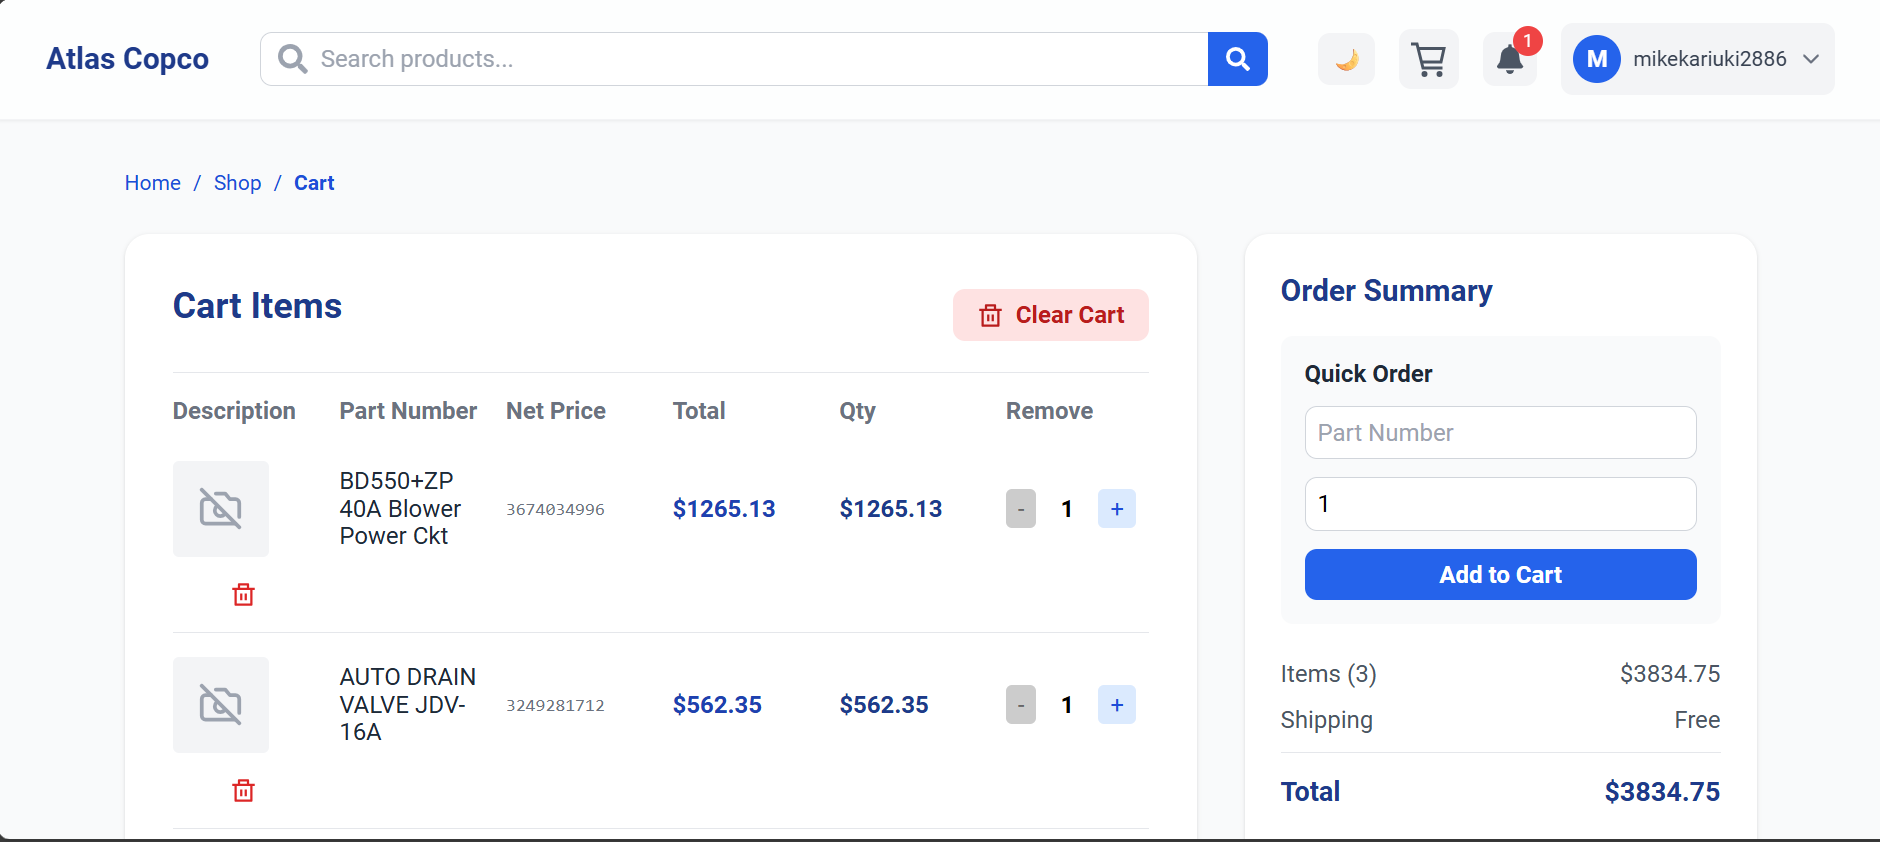 Atlas Copco
Search products...
1
M
mikekariuki2886
Home / Shop / Cart
Cart Items
Clear Cart
Description Part Number Net Price Total Qty Remove
BD550+ZP
40A Blower
Power Ckt
3674034996
$1265.13
$1265.13
- 1 +
AUTO DRAIN
VALVE JDV-
16A
3249281712
$562.35
$562.35
- 1 +
Order Summary
Quick Order
Part Number
1
Add to Cart
Items (3) $3834.75
Shipping Free
Total $3834.75